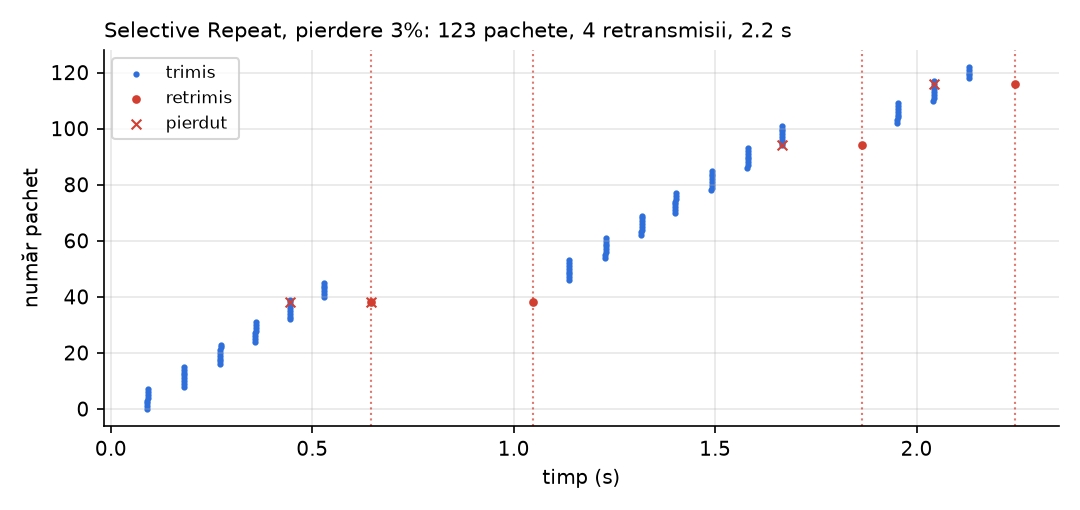 Selective Repeat, pierdere 3%: 123 pachete, 4 retransmisii, 2.2 s
trimis
retrimis
pierdut
120
100
80
60
40
20
0
număr pachet
0.0 0.5 1.0 1.5 2.0
timp (s)